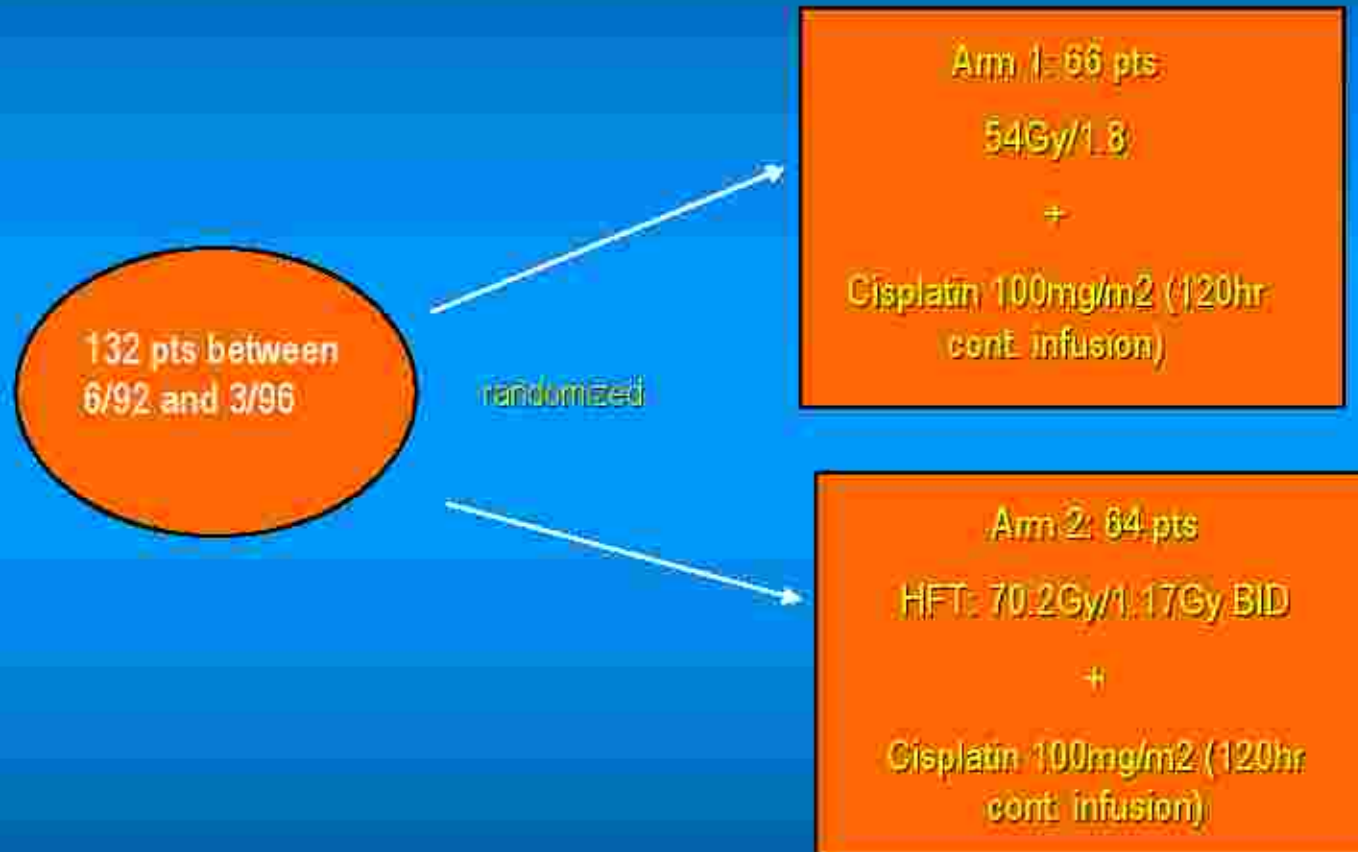 132 pts between
6/92 and 3/96
randomized
Arm 1: 66 pts
54Gy/1.8
+
Cisplatin 100mg/m2 (120hr
cont. infusion)
Arm 2: 64 pts
HFT: 70.2Gy/1.17Gy BID
+
Cisplatin 100mg/m2 (120hr
cont. infusion)